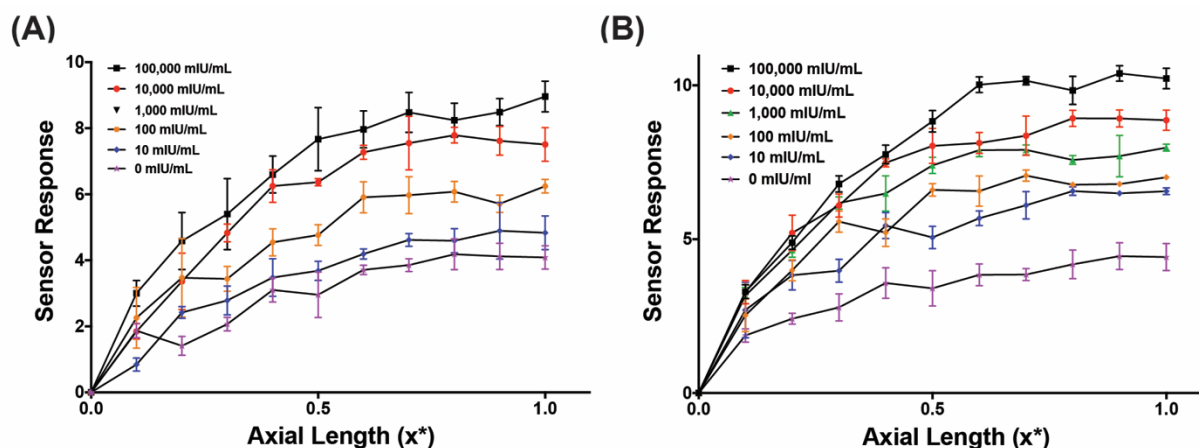 (A)
10
8
6
4
2
0
Sensor Response
100,000 mIU/mL
10,000 mIU/mL
1,000 mIU/mL
100 mIU/mL
10 mIU/mL
0 mIU/mL
0.0
0.5
1.0
Axial Length (x*)
(B)
10
5
0
Sensor Response
100,000 mIU/mL
10,000 mIU/mL
1,000 mIU/mL
100 mIU/mL
10 mIU/mL
0 mIU/ml
0.0
0.5
1.0
Axial Length (x*)